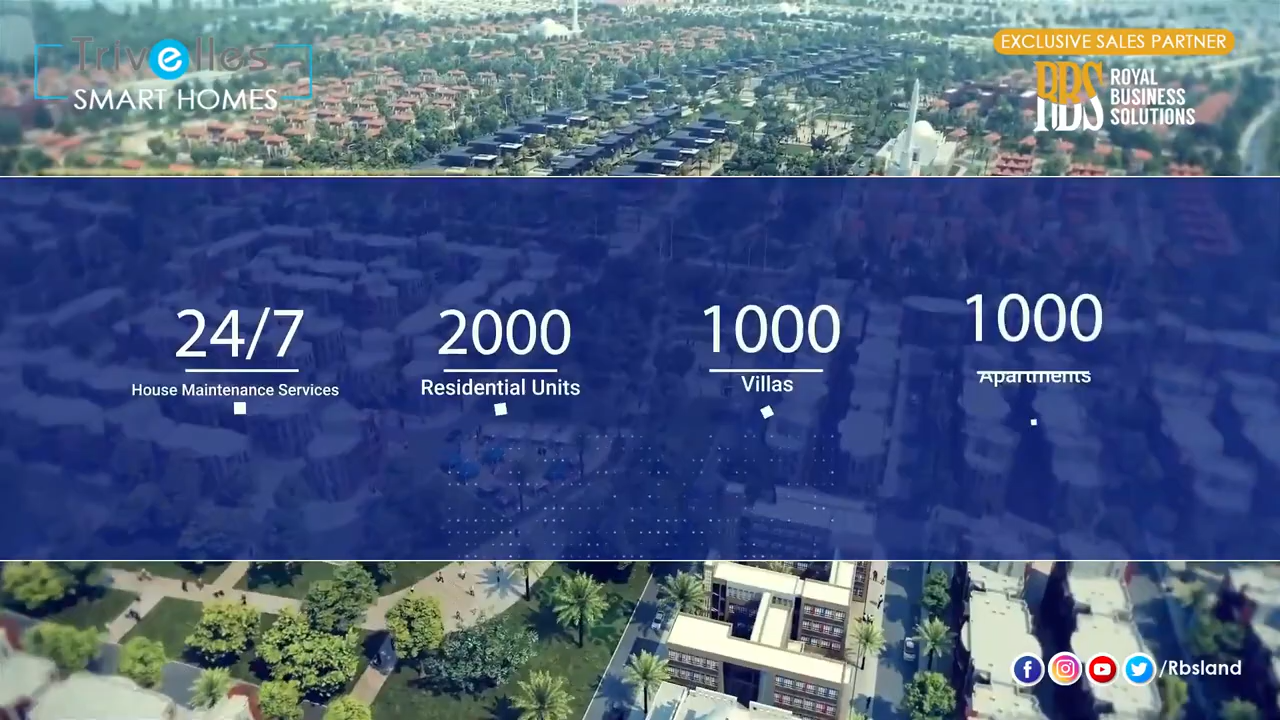 Trivelles
SMART HOMES
EXCLUSIVE SALES PARTNER
RBS
ROYAL
BUSINESS
SOLUTIONS
24/7
House Maintenance Services
2000
Residential Units
1000
Villas
1000
Apartments
/Rbsland